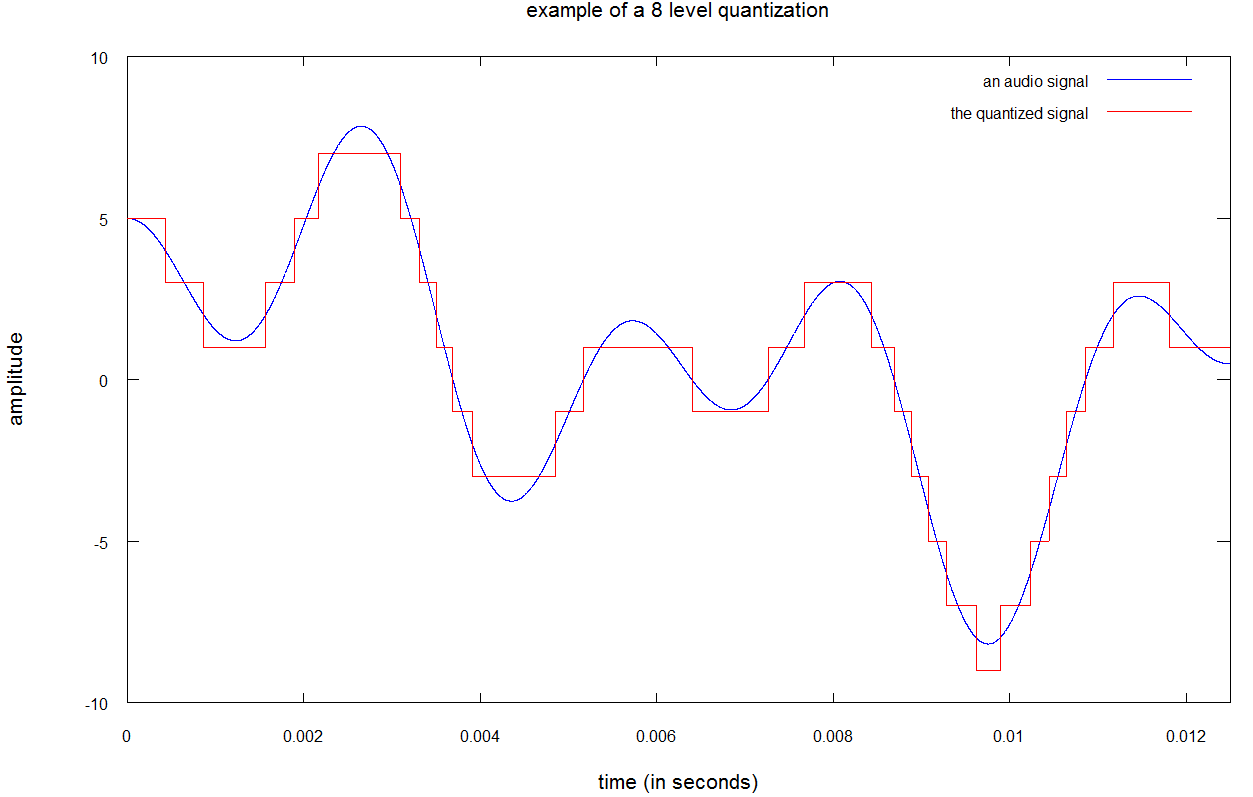 example of a 8 level quantization
10
an audio signal
the quantized signal
5
amplitude
0
-5
-10
0 0.002 0.004 0.006 0.008 0.01 0.012
time (in seconds)